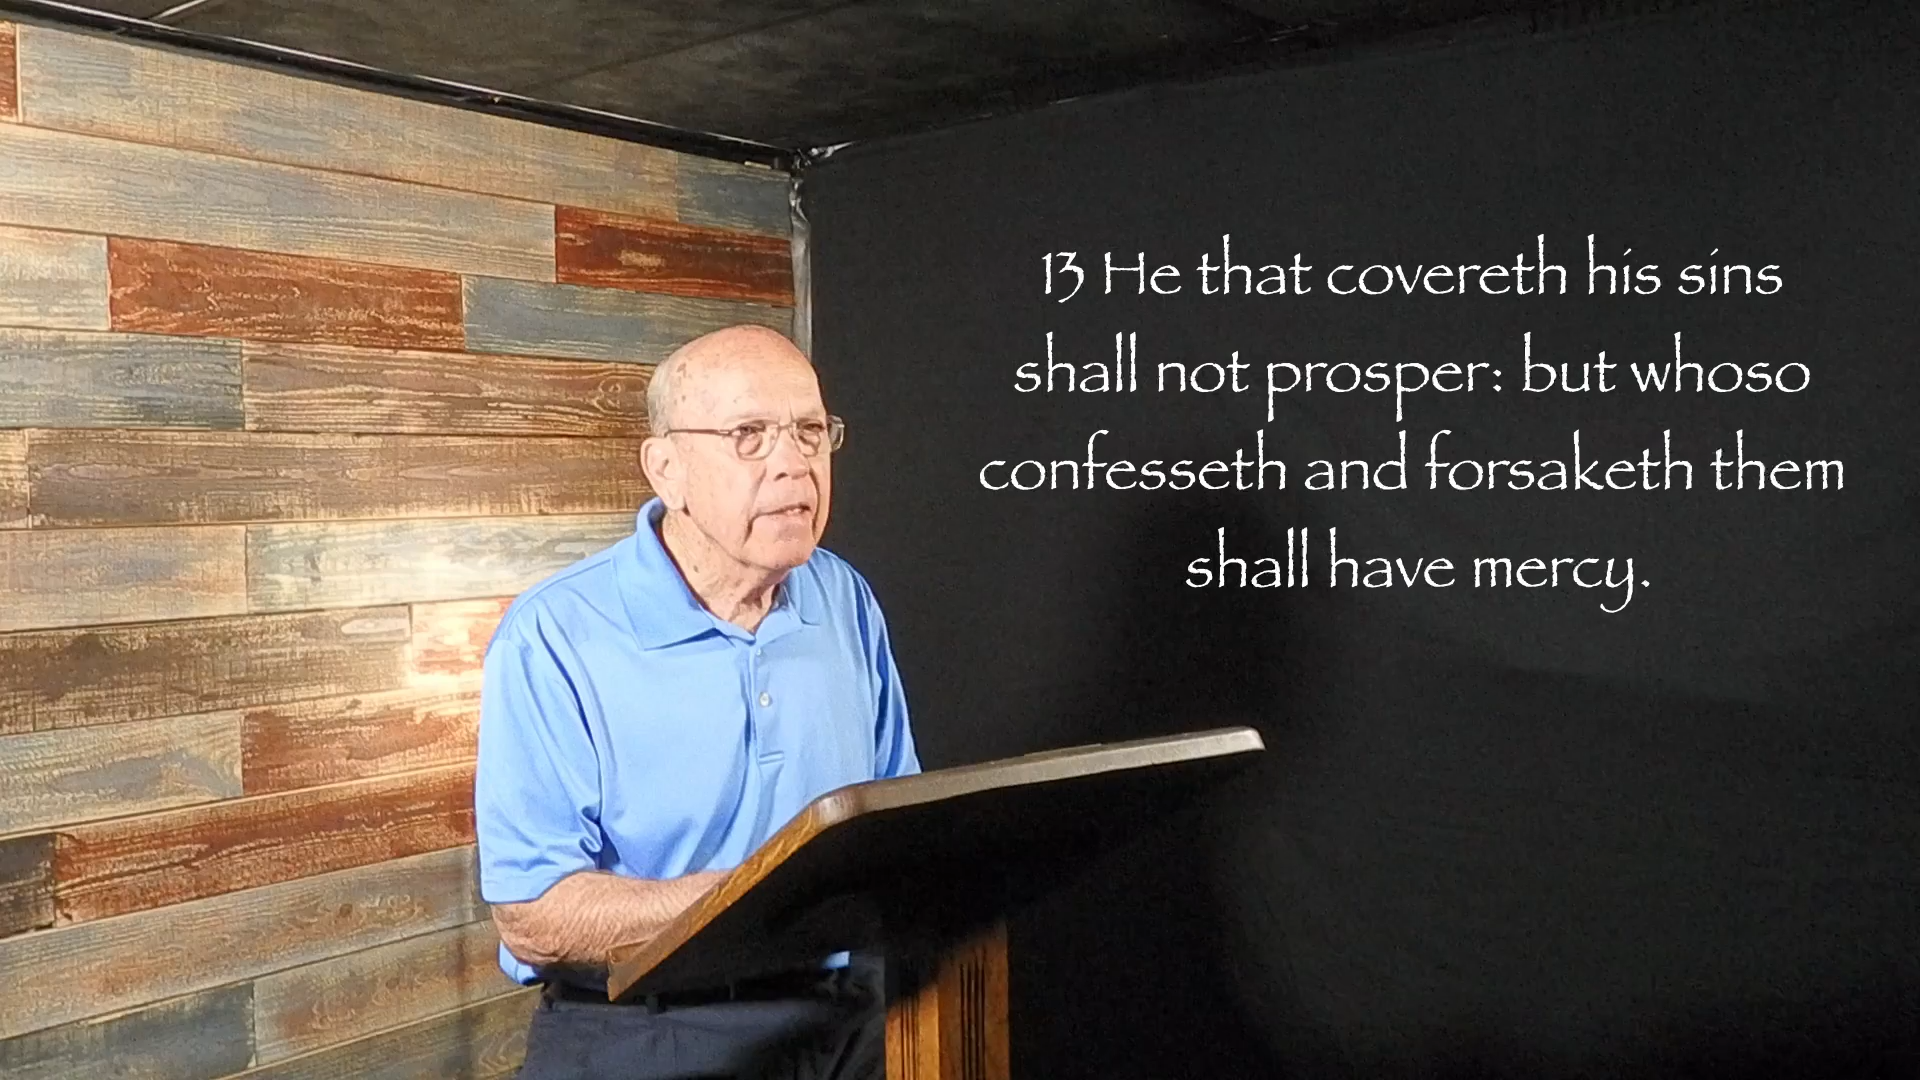 13 He that covereth his sins
shall not prosper: but whoso
confesseth and forsaketh them
shall have mercy.